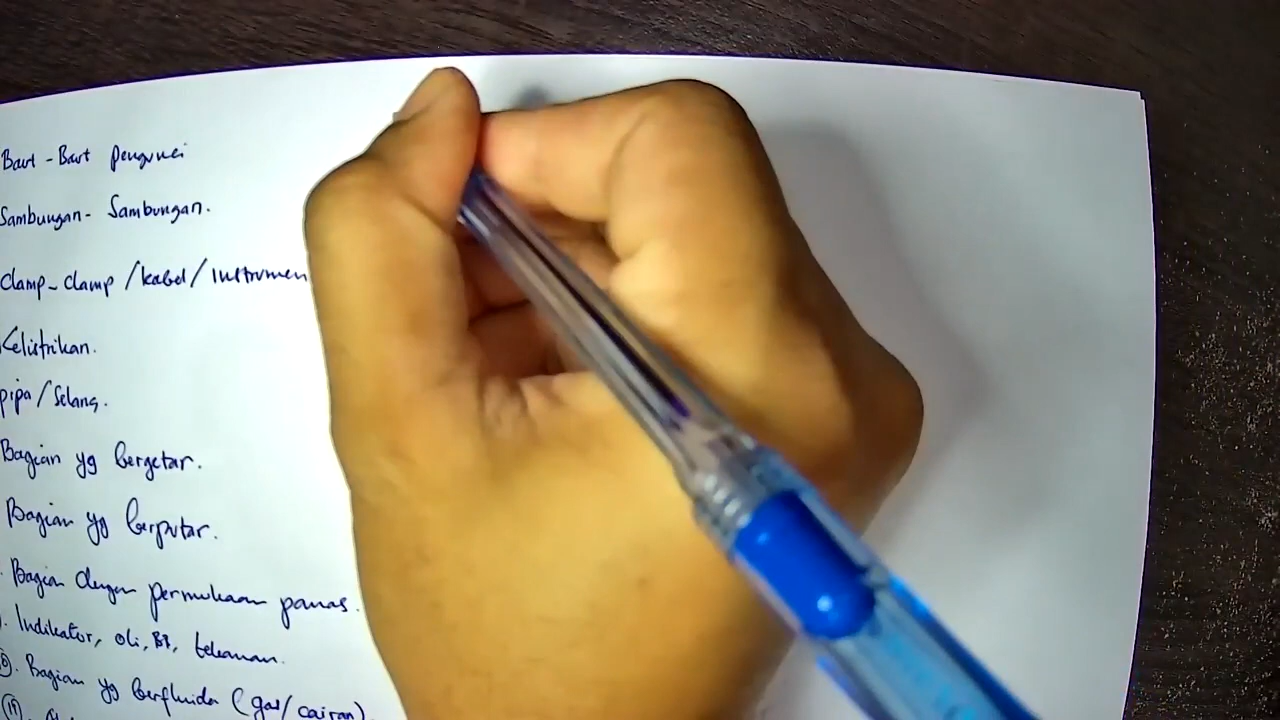 Baut - Baut pengunci
Sambungan - Sambungan.
Clamp - clamp / kabel / instrumen
Kelistrikan.
pipa / Selang.
Bagian yg bergetar.
Bagian yg berputar.
Bagian dengan permukaan panas.
Indikator, oli, BB, tekanan.
Bagian yg berfluida (gas/cairan)